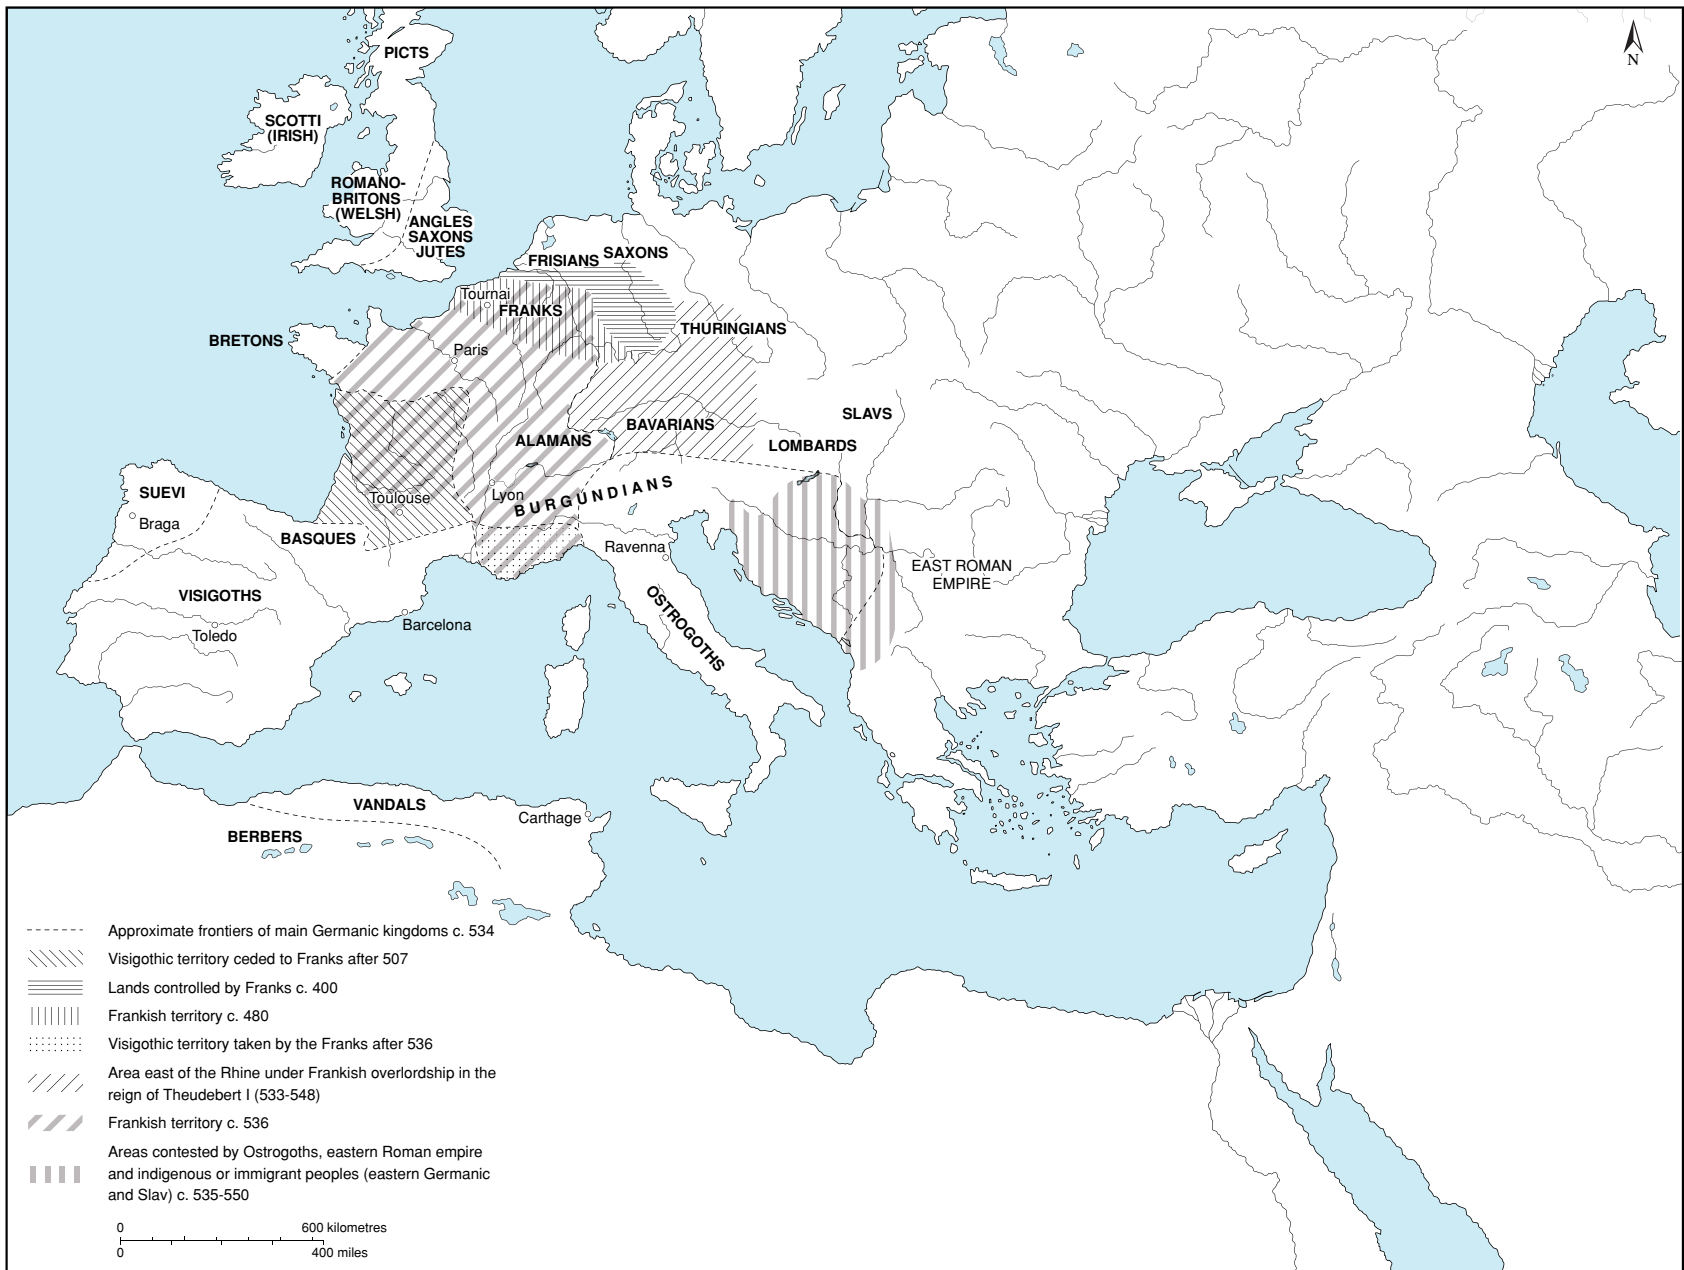 PICTS
N
SCOTTI
(IRISH)
ROMANO-
BRITONS
(WELSH)
ANGLES
SAXONS
JUTES
FRISIANS
SAXONS
Tournai
FRANKS
THURINGIANS
BRETONS
Paris
SLAVS
BAVARIANS
ALAMANS
LOMBARDS
SUEVI
Toulouse
Lyon
BURGUNDIANS
Braga
BASQUES
Ravenna
EAST ROMAN
EMPIRE
VISIGOTHS
OSTROGOTHS
Toledo
Barcelona
VANDALS
Carthage
BERBERS
Approximate frontiers of main Germanic kingdoms c. 534
Visigothic territory ceded to Franks after 507
Lands controlled by Franks c. 400
Frankish territory c. 480
Visigothic territory taken by the Franks after 536
Area east of the Rhine under Frankish overlordship in the
reign of Theudebert I (533-548)
Frankish territory c. 536
Areas contested by Ostrogoths, eastern Roman empire
and indigenous or immigrant peoples (eastern Germanic
and Slav) c. 535-550
0 600 kilometres
0 400 miles